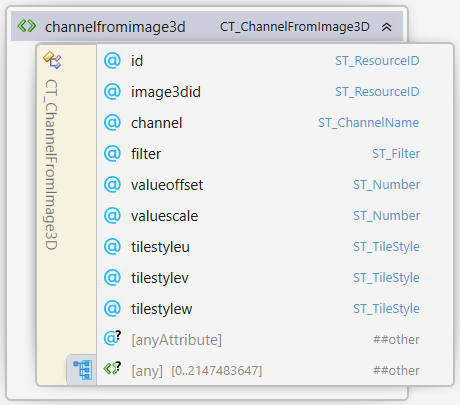 channelfromimage3d CT_ChannelFromImage3D
CT_ChannelFromImage3D
@ id ST_ResourceID
@ image3did ST_ResourceID
@ channel ST_ChannelName
@ filter ST_Filter
@ valueoffset ST_Number
@ valuescale ST_Number
@ tilestyleu ST_TileStyle
@ tilestylev ST_TileStyle
@ tilestylew ST_TileStyle
@? [anyAttribute] ##other
? [any] [0..2147483647] ##other